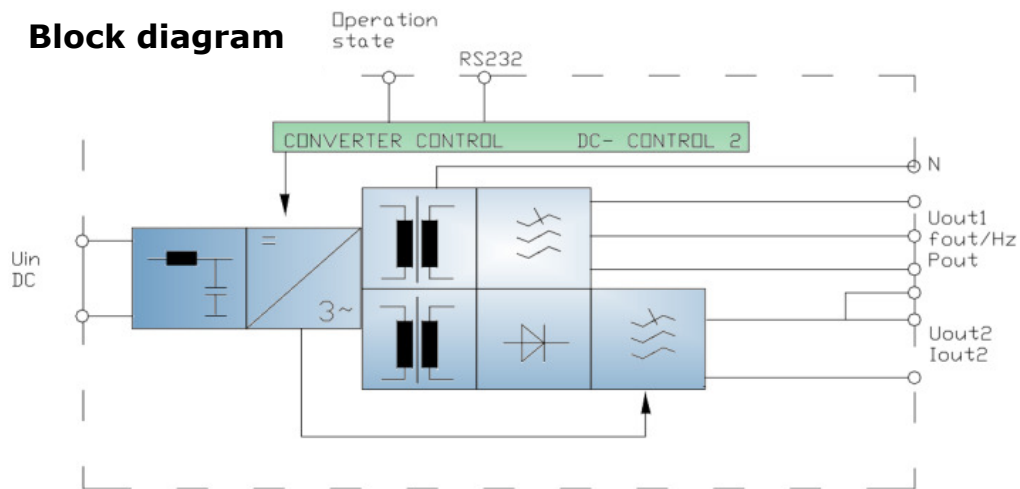 Block diagram
Operation
state
RS232
CONVERTER CONTROL DC- CONTROL 2
N
Uin
DC
=
3~
Uout1
fout/Hz
Pout
Uout2
Iout2